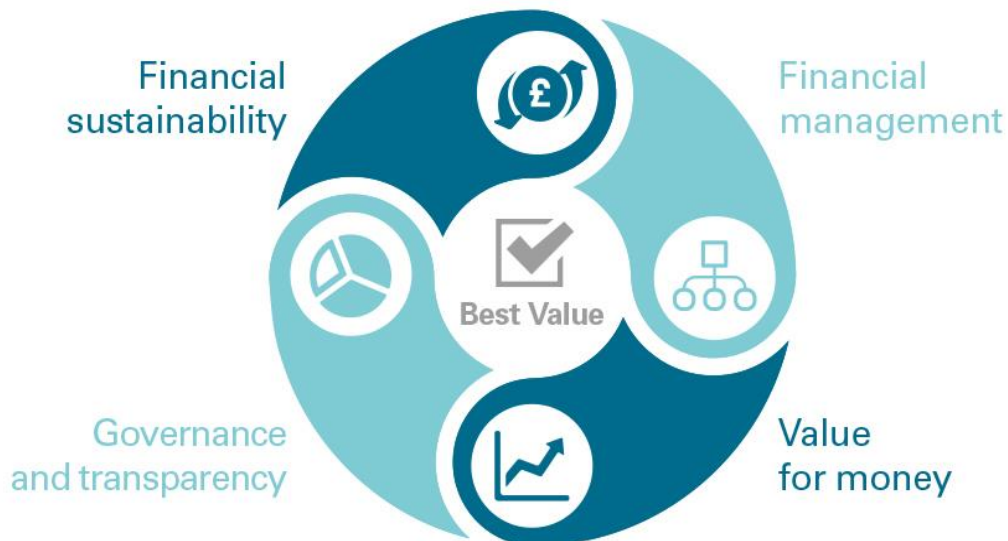 Financial
sustainability
Financial
management
£
Best Value
Governance
and transparency
Value
for money